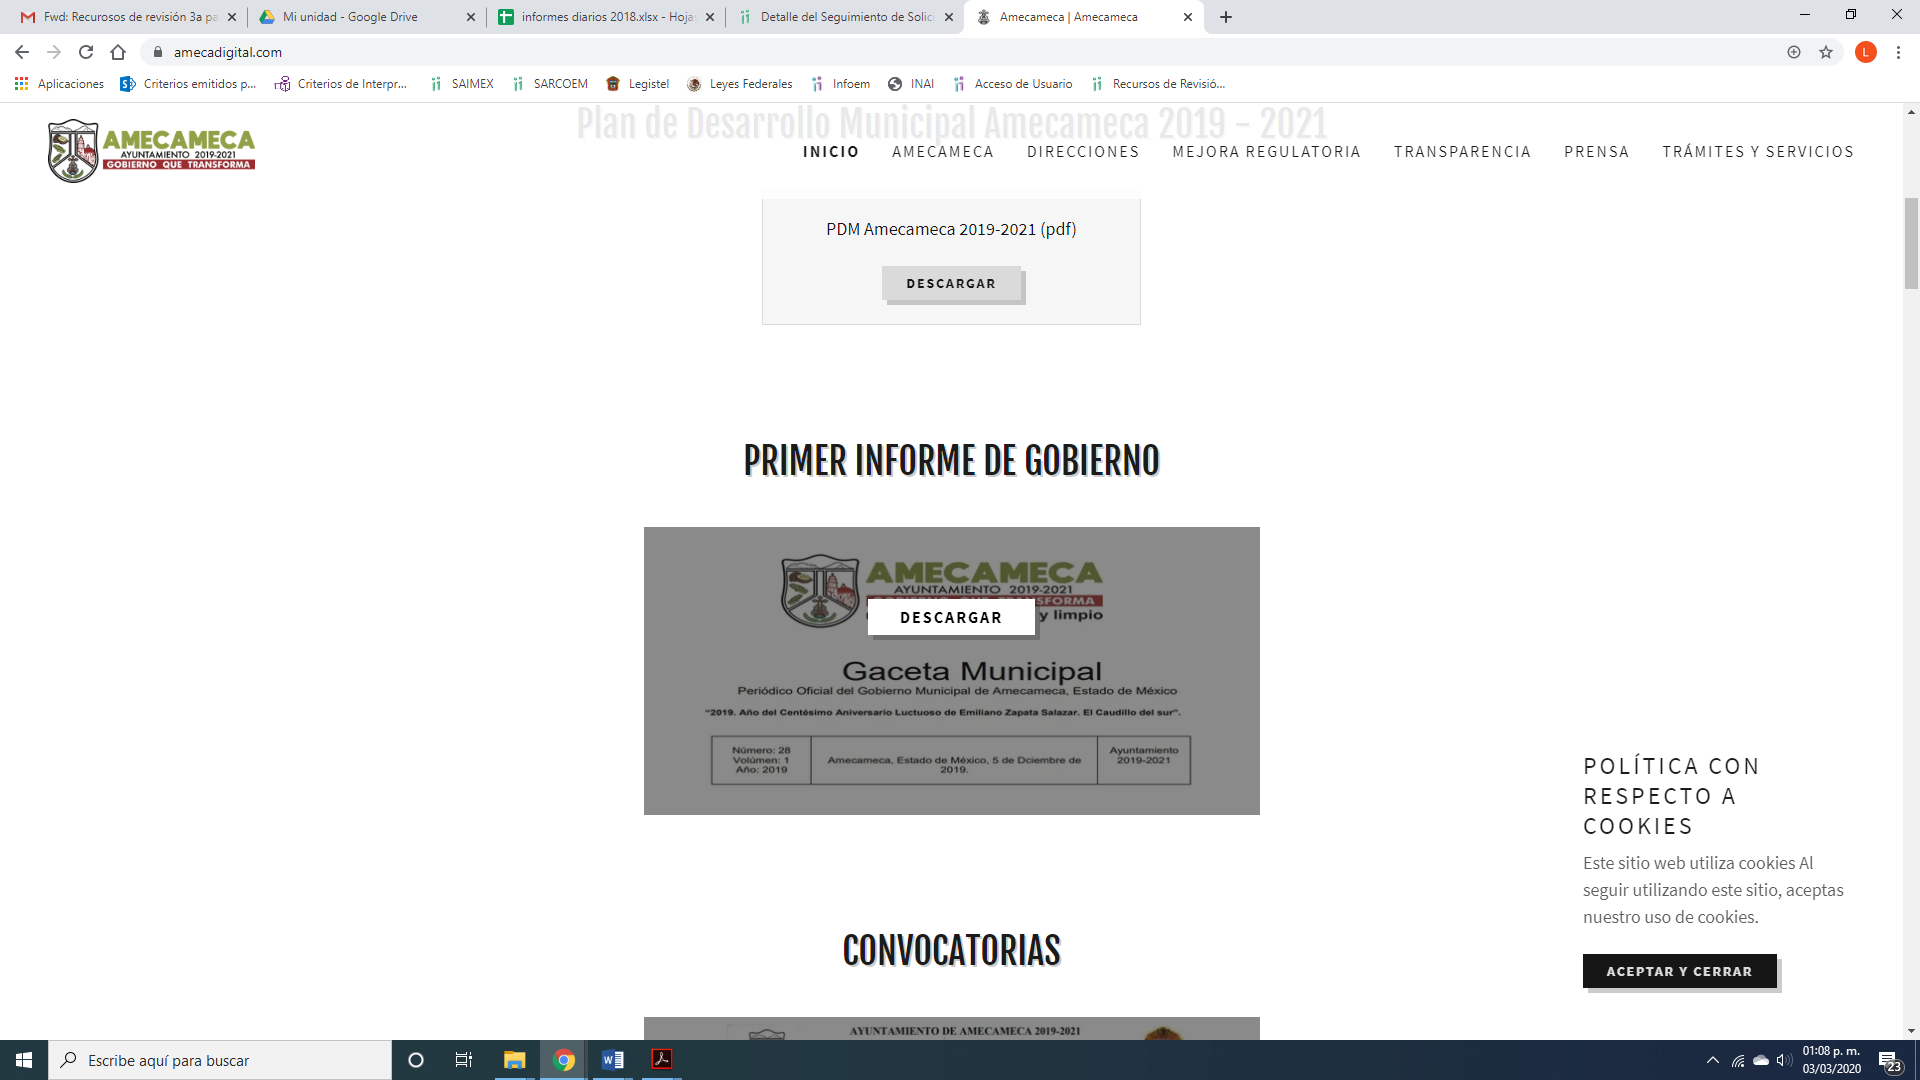 Fwd: Recurosos de revisión 3a pa
Mi unidad - Google Drive
informes diarios 2018.xlsx - Hoja
Detalle del Seguimiento de Solici
Amecameca | Amecameca
amecadigital.com
L
Aplicaciones
Criterios emitidos p...
Criterios de Interpr...
SAIMEX
SARCOEM
Legistel
Leyes Federales
Infoem
INAI
Acceso de Usuario
Recursos de Revisió...
Plan de Desarrollo Municipal Amecameca 2019 - 2021
AMECAMECA
AYUNTAMIENTO 2019-2021
GOBIERNO QUE TRANSFORMA
INICIO
AMECAMECA
DIRECCIONES
MEJORA REGULATORIA
TRANSPARENCIA
PRENSA
TRÁMITES Y SERVICIOS
PDM Amecameca 2019-2021 (pdf)
DESCARGAR
PRIMER INFORME DE GOBIERNO
AMECAMECA
AYUNTAMIENTO 2019-2021
DESCARGAR
y limpio
Gaceta Municipal
Periódico Oficial del Gobierno Municipal de Amecameca, Estado de México
“2019. Año del Centésimo Aniversario Luctuoso de Emiliano Zapata Salazar. El Caudillo del sur”.
Número: 28
Volúmen: 1
Año: 2019
Amecameca, Estado de México, 5 de Dciembre de
2019.
Ayuntamiento
2019-2021
POLÍTICA CON
RESPECTO A
COOKIES
Este sitio web utiliza cookies Al
seguir utilizando este sitio, aceptas
nuestro uso de cookies.
ACEPTAR Y CERRAR
CONVOCATORIAS
AYUNTAMIENTO DE AMECAMECA 2019-2021
Escribe aquí para buscar
01:08 p. m.
03/03/2020
23